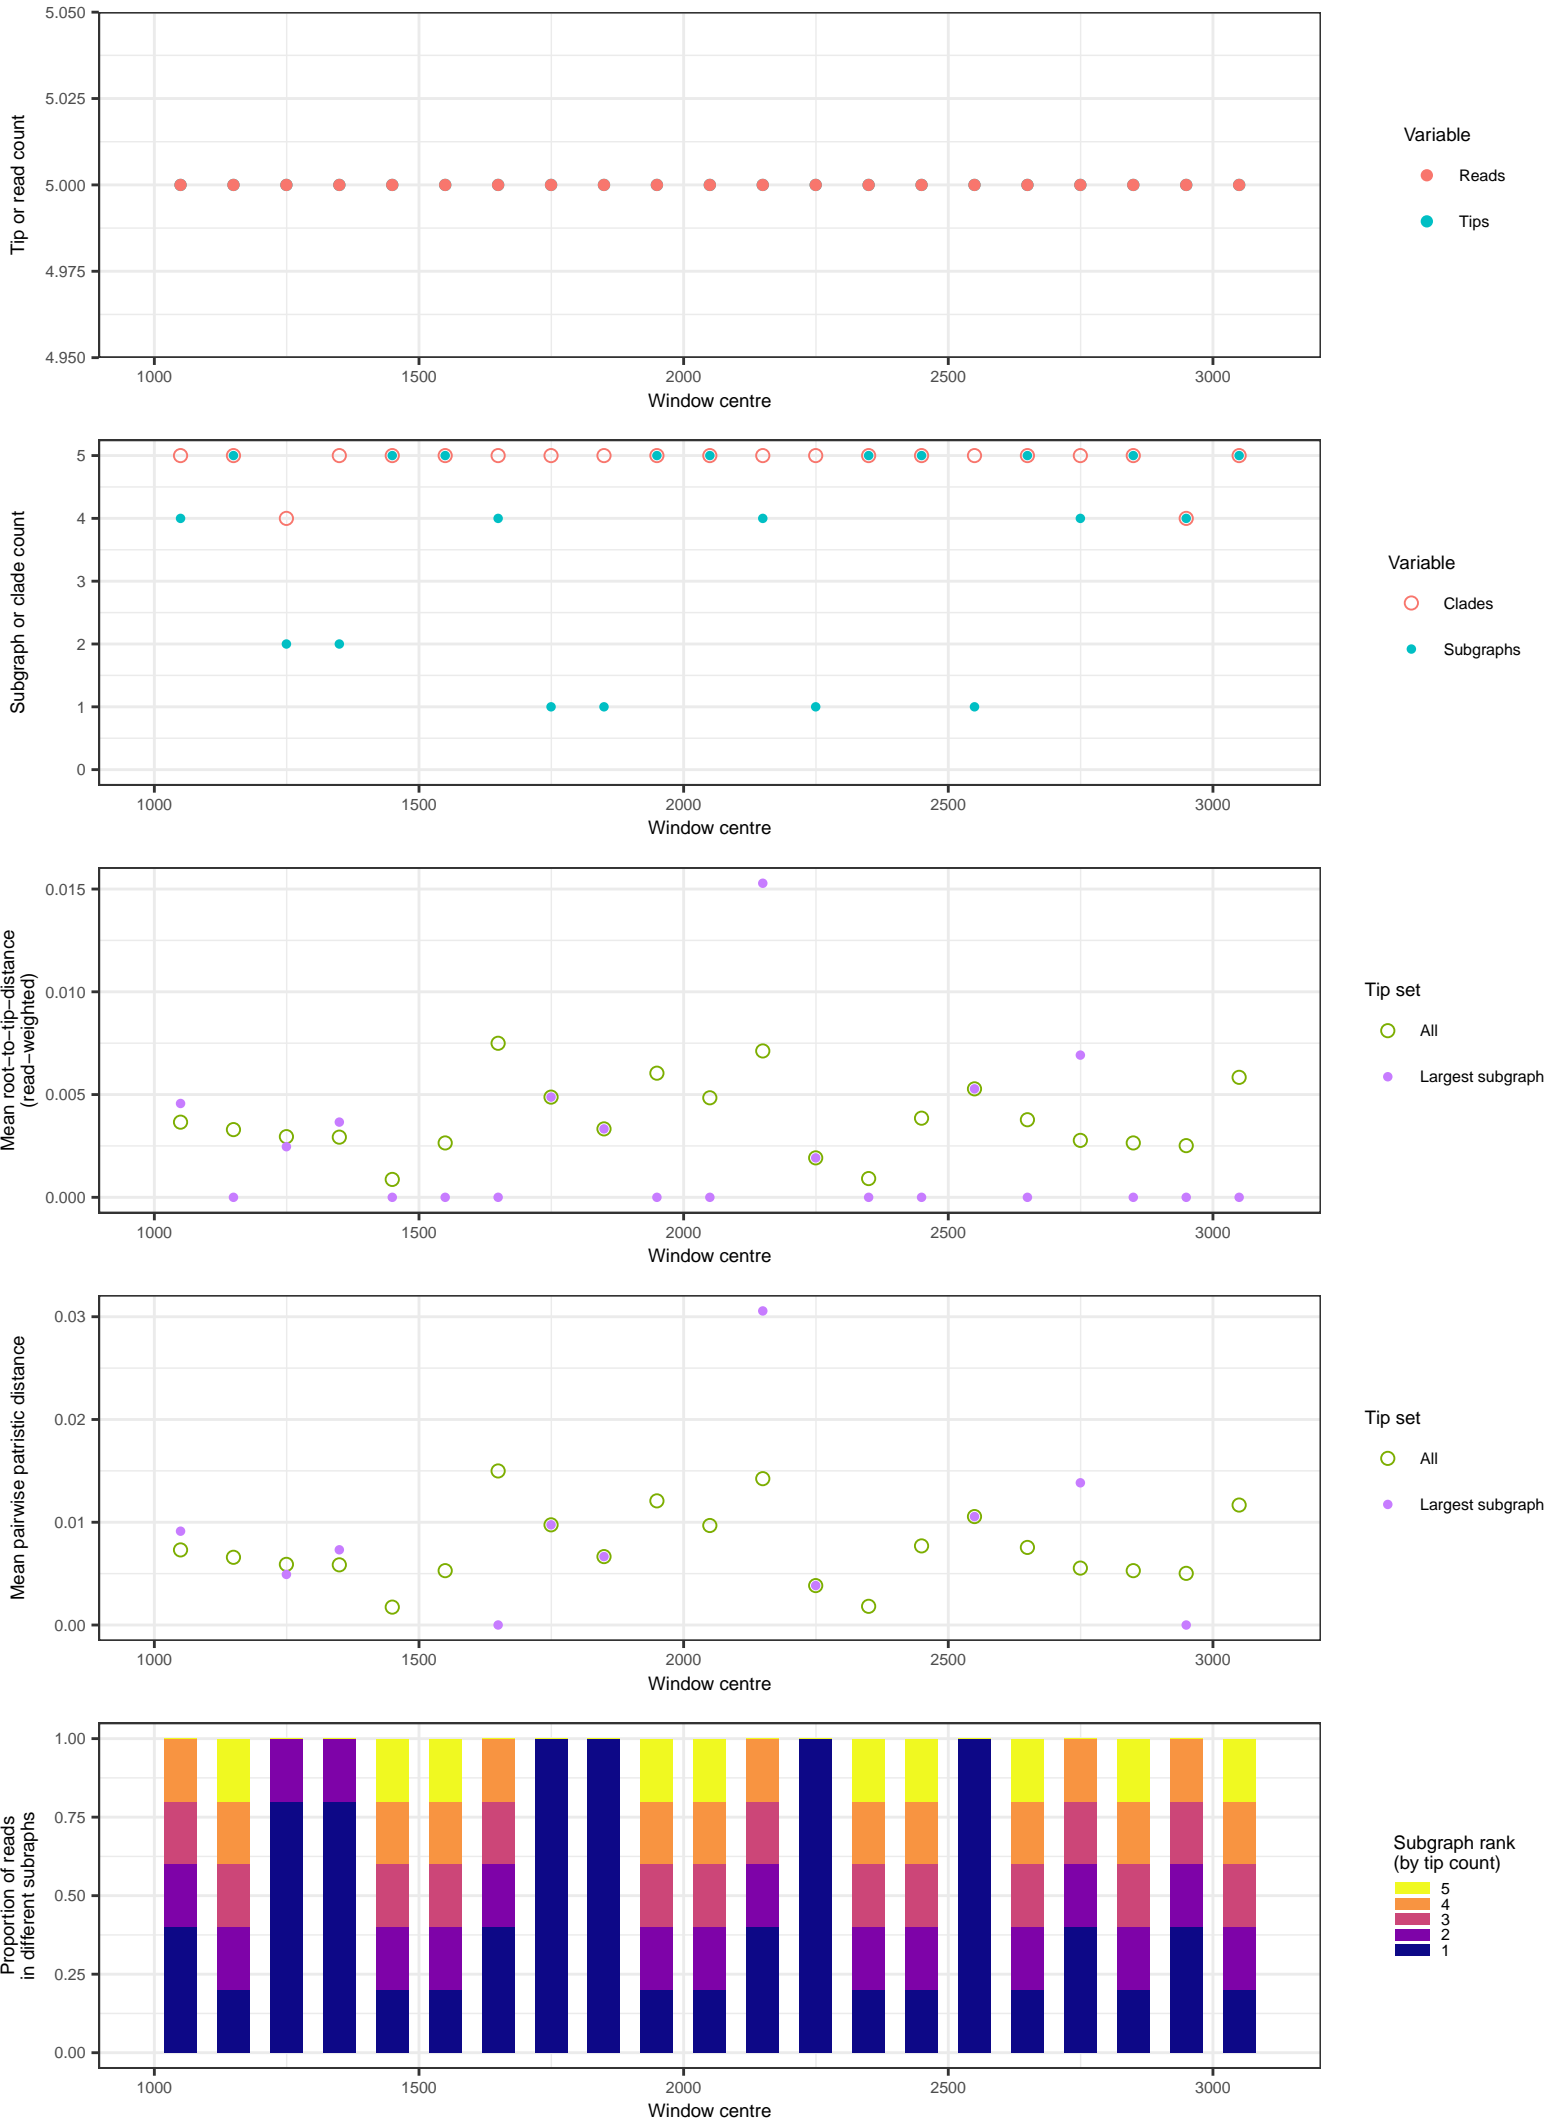 5.050
5.025
5.000
4.975
4.950
Tip or read count
1000 1500 2000 2500 3000
Window centre
Variable
Reads
Tips
5
4
3
2
1
0
Subgraph or clade count
1000 1500 2000 2500 3000
Window centre
Variable
Clades
Subgraphs
0.015
0.010
0.005
0.000
Mean root−to−tip−distance
(read−weighted)
1000 1500 2000 2500 3000
Window centre
Tip set
All
Largest subgraph
0.03
0.02
0.01
0.00
Mean pairwise patristic distance
1000 1500 2000 2500 3000
Window centre
Tip set
All
Largest subgraph
1.00
0.75
0.50
0.25
0.00
Proportion of reads
in different subraphs
1000 1500 2000 2500 3000
Window centre
Subgraph rank
(by tip count)
5
4
3
2
1